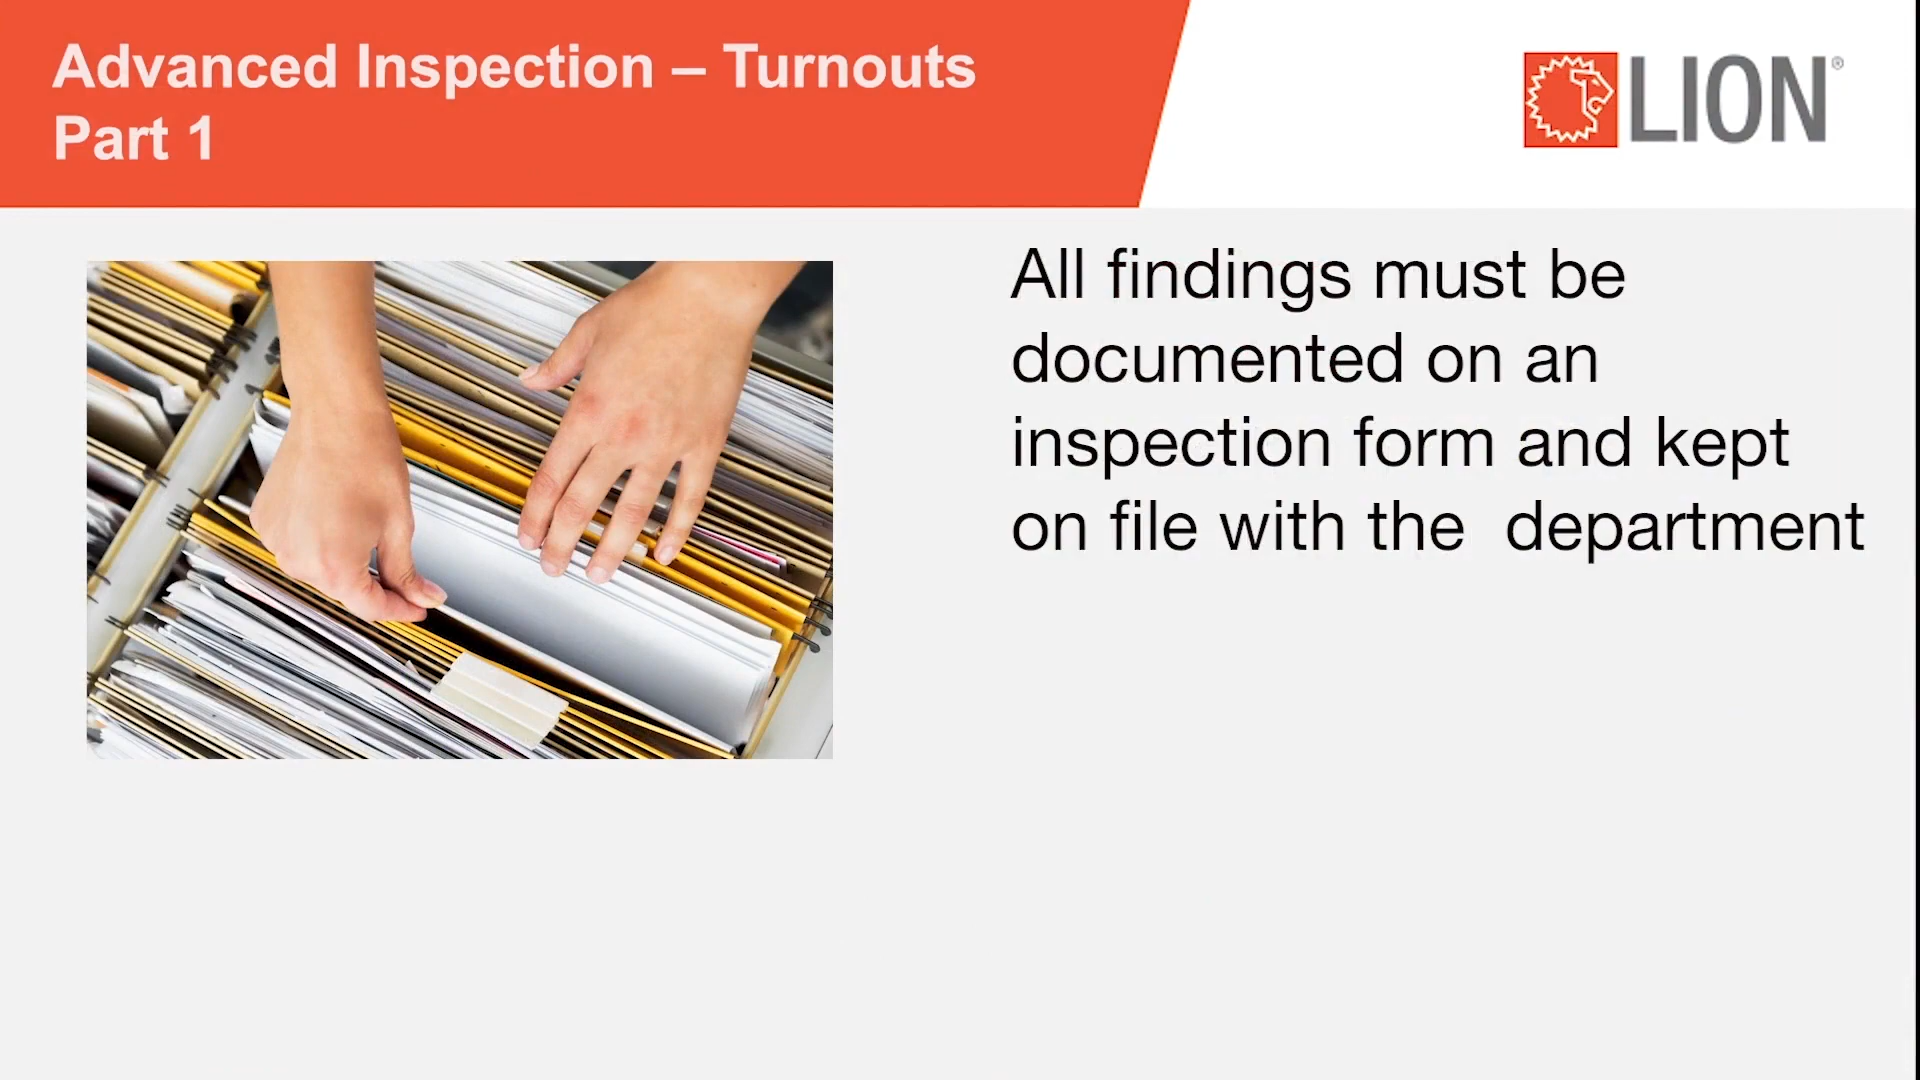 Advanced Inspection – Turnouts
Part 1
LION®
All findings must be
documented on an
inspection form and kept
on file with the  department